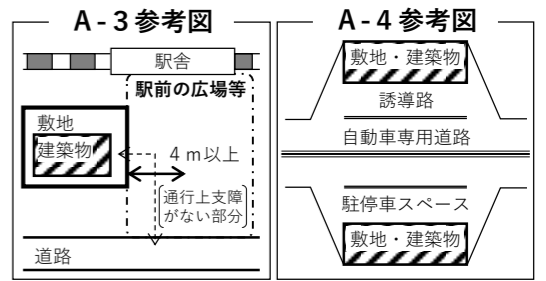 A-3 参考図
駅舎
駅前の広場等
敷地
建築物
4 m以上
通行上支障
がない部分
道路
A-4 参考図
敷地・建築物
誘導路
自動車専用道路
駐停車スペース
敷地・建築物